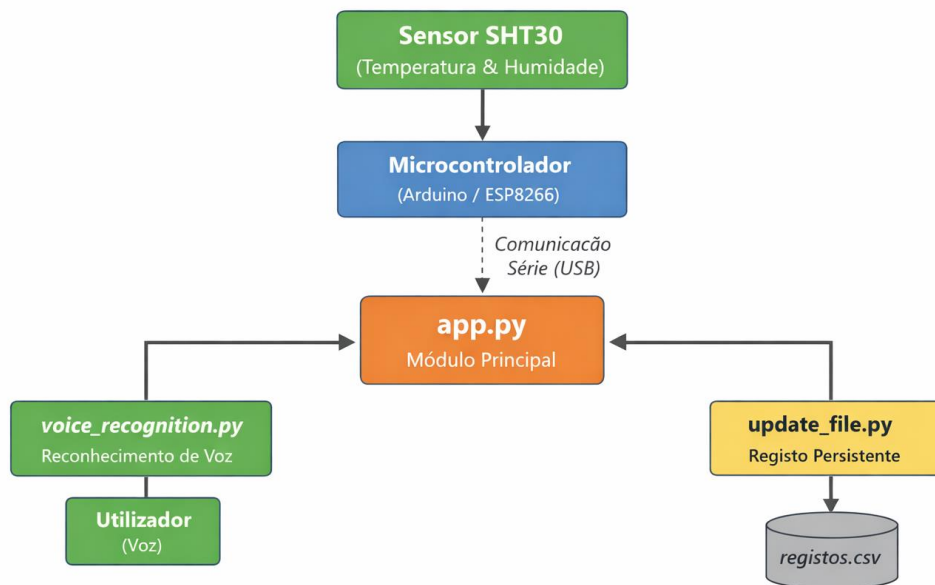 Sensor SHT30
(Temperatura & Humidade)
Microcontrolador
(Arduino / ESP8266)
Comunicacão
Série (USB)
app.py
Módulo Principal
voice_recognition.py
Reconhecimento de Voz
Utilizador
(Voz)
update_file.py
Registo Persistente
registos.csv